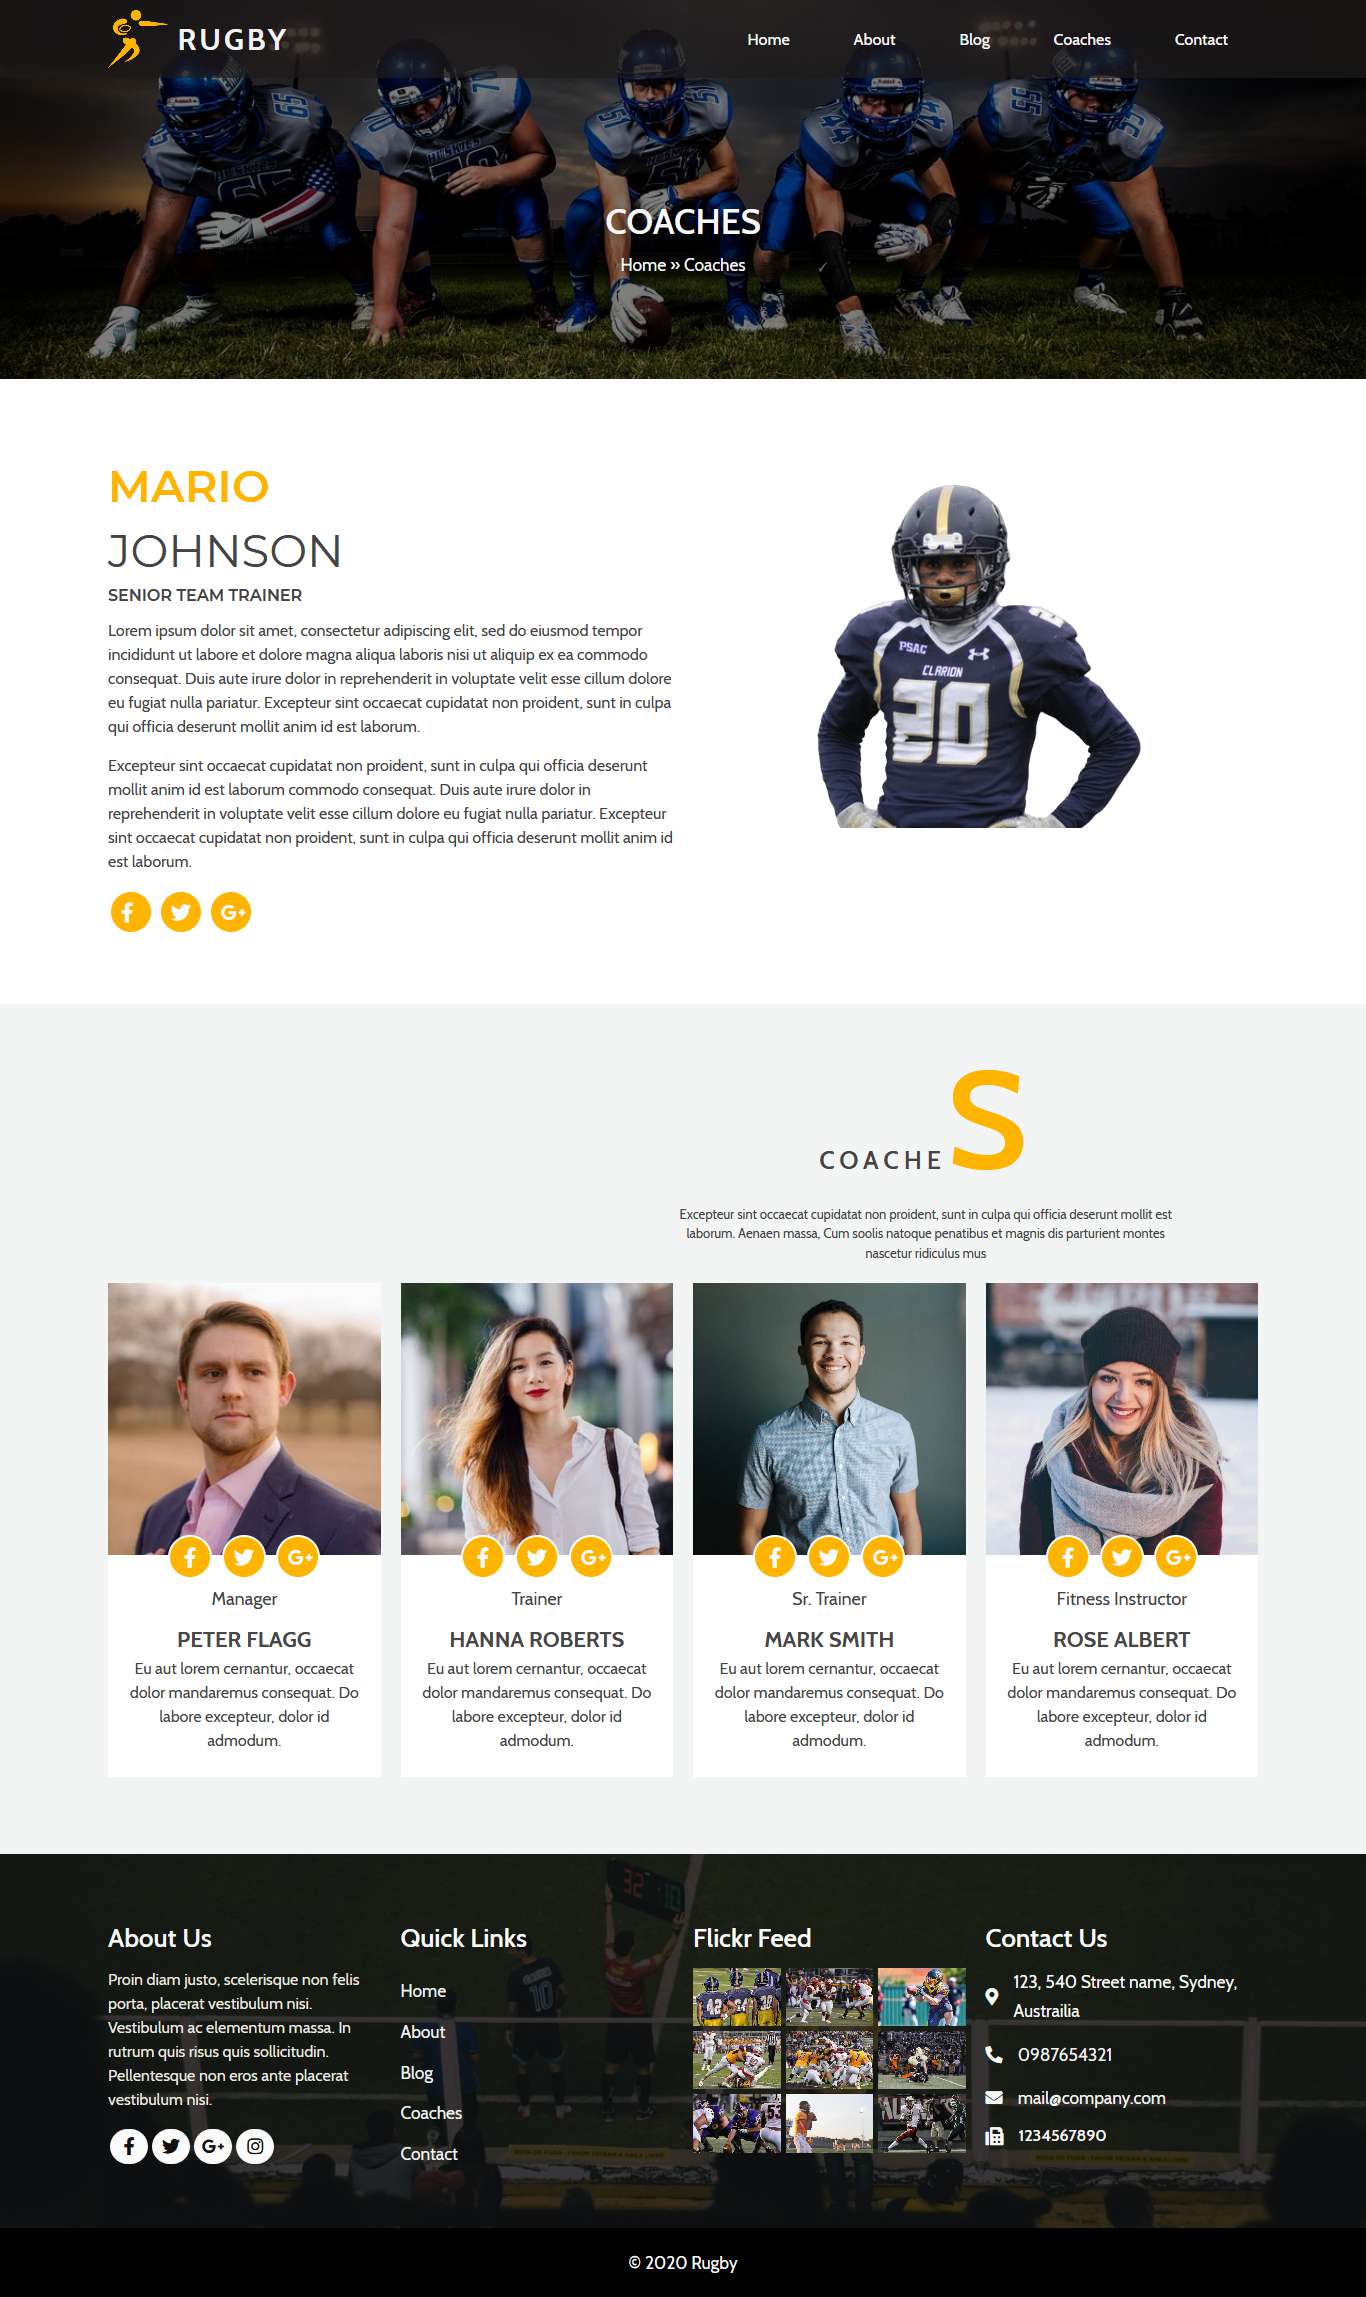 RUGBY
Home
About
Blog
Coaches
Contact
COACHES
Home » Coaches
MARIO
JOHNSON
SENIOR TEAM TRAINER
Lorem ipsum dolor sit amet, consectetur adipiscing elit, sed do eiusmod tempor
incididunt ut labore et dolore magna aliqua laboris nisi ut aliquip ex ea commodo
consequat. Duis aute irure dolor in reprehenderit in voluptate velit esse cillum dolore
eu fugiat nulla pariatur. Excepteur sint occaecat cupidatat non proident, sunt in culpa
qui officia deserunt mollit anim id est laborum.
Excepteur sint occaecat cupidatat non proident, sunt in culpa qui officia deserunt
mollit anim id est laborum commodo consequat. Duis aute irure dolor in
reprehenderit in voluptate velit esse cillum dolore eu fugiat nulla pariatur. Excepteur
sint occaecat cupidatat non proident, sunt in culpa qui officia deserunt mollit anim id
est laborum.
PSAC
CLARION
20
COACHES
Excepteur sint occaecat cupidatat non proident, sunt in culpa qui officia deserunt mollit est
laborum. Aenaen massa, Cum soolis natoque penatibus et magnis dis parturient montes
nascetur ridiculus mus
Manager
PETER FLAGG
Eu aut lorem cernantur, occaecat
dolor mandaremus consequat. Do
labore excepteur, dolor id
admodum.
Trainer
HANNA ROBERTS
Eu aut lorem cernantur, occaecat
dolor mandaremus consequat. Do
labore excepteur, dolor id
admodum.
Sr. Trainer
MARK SMITH
Eu aut lorem cernantur, occaecat
dolor mandaremus consequat. Do
labore excepteur, dolor id
admodum.
Fitness Instructor
ROSE ALBERT
Eu aut lorem cernantur, occaecat
dolor mandaremus consequat. Do
labore excepteur, dolor id
admodum.
About Us
Proin diam justo, scelerisque non felis
porta, placerat vestibulum nisi.
Vestibulum ac elementum massa. In
rutrum quis risus quis sollicitudin.
Pellentesque non eros ante placerat
vestibulum nisi.
Quick Links
Home
About
Blog
Coaches
Contact
Flickr Feed
Contact Us
123, 540 Street name, Sydney,
Austrailia
0987654321
mail@company.com
1234567890
© 2020 Rugby